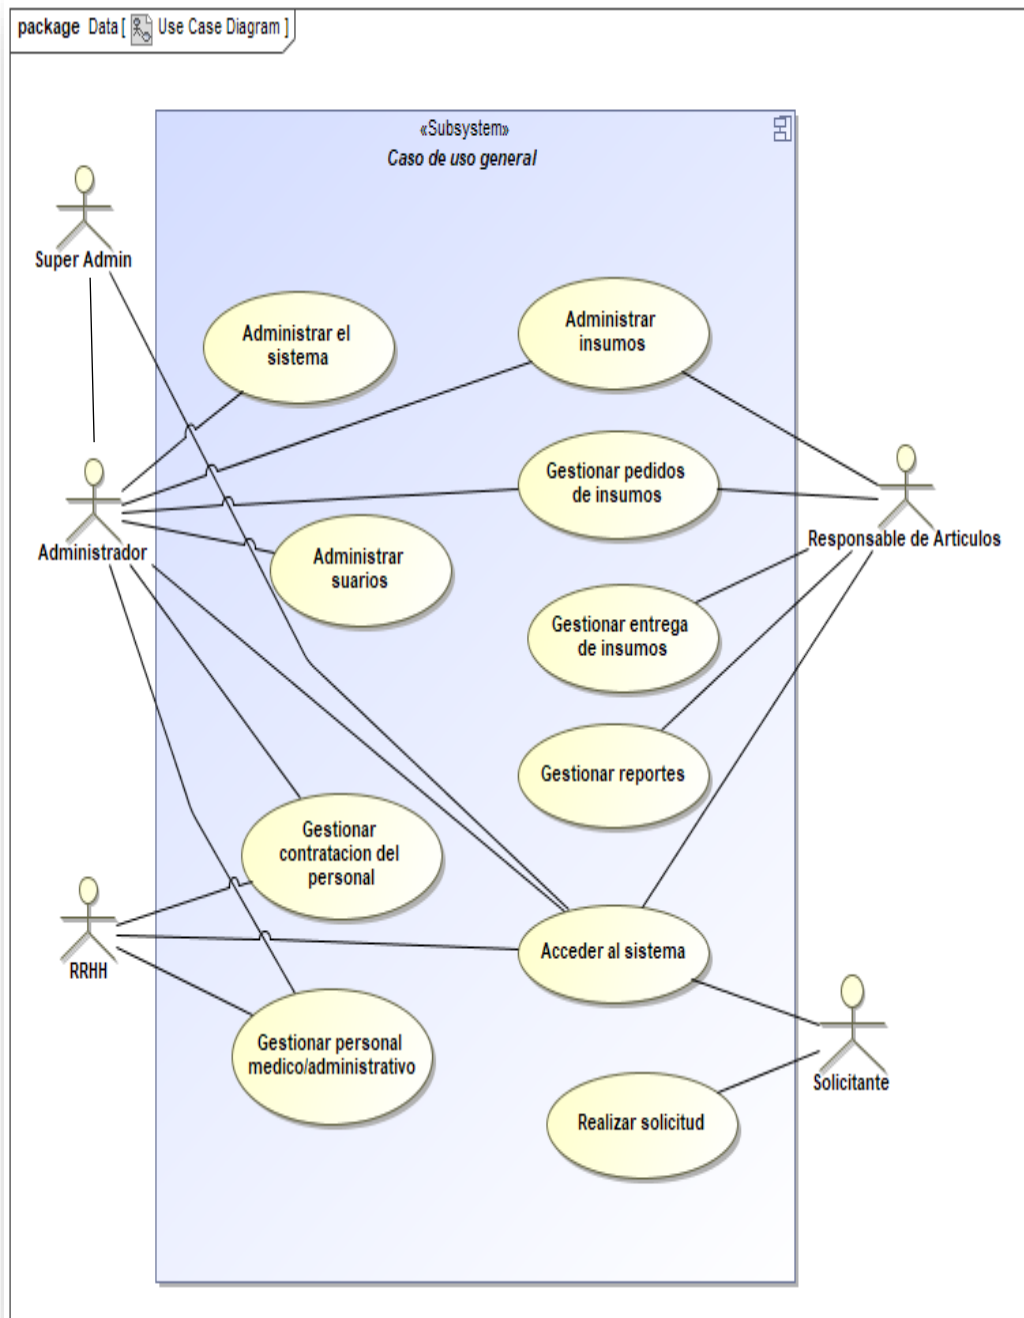 package Data [ Use Case Diagram ]
«Subsystem»
Caso de uso general
Super Admin
Administrar el
sistema
Administrar
insumos
Gestionar pedidos
de insumos
Administrador
Responsable de Articulos
Administrar
suarios
Gestionar entrega
de insumos
Gestionar reportes
Gestionar
contratacion del
personal
RRHH
Acceder al sistema
Gestionar personal
medico/administrativo
Solicitante
Realizar solicitud